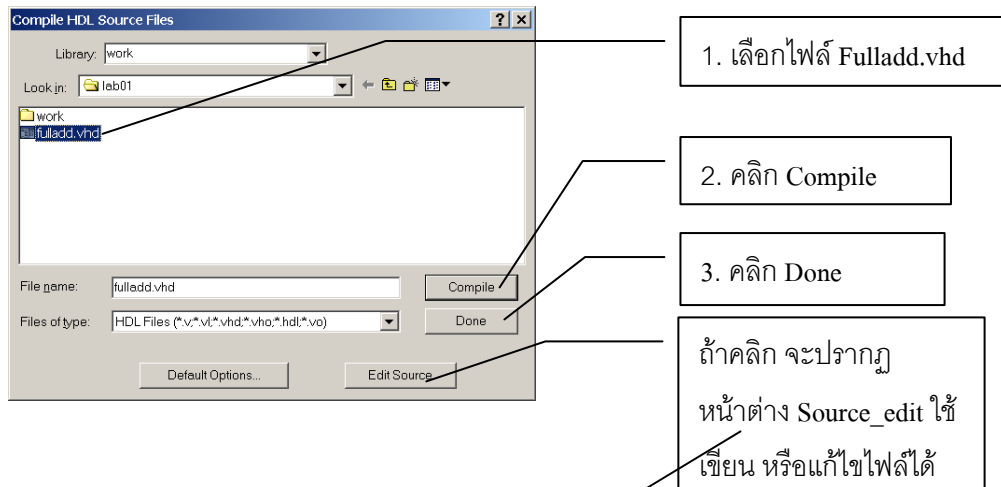 Compile HDL Source Files
Library: work
Look in: lab01
work
fulladd.vhd
File name: fulladd.vhd
Compile
Files of type: HDL Files (*.v;*.vl;*.vhd;*.vho;*.hdl;*.vo)
Done
Default Options...
Edit Source
1. เลือกไฟล์ Fulladd.vhd
2. คลิก Compile
3. คลิก Done
ถ้าคลิก จะปรากฏ
หน้าต่าง Source_edit ใช้
เขียน หรือแก้ไขไฟล์ได้